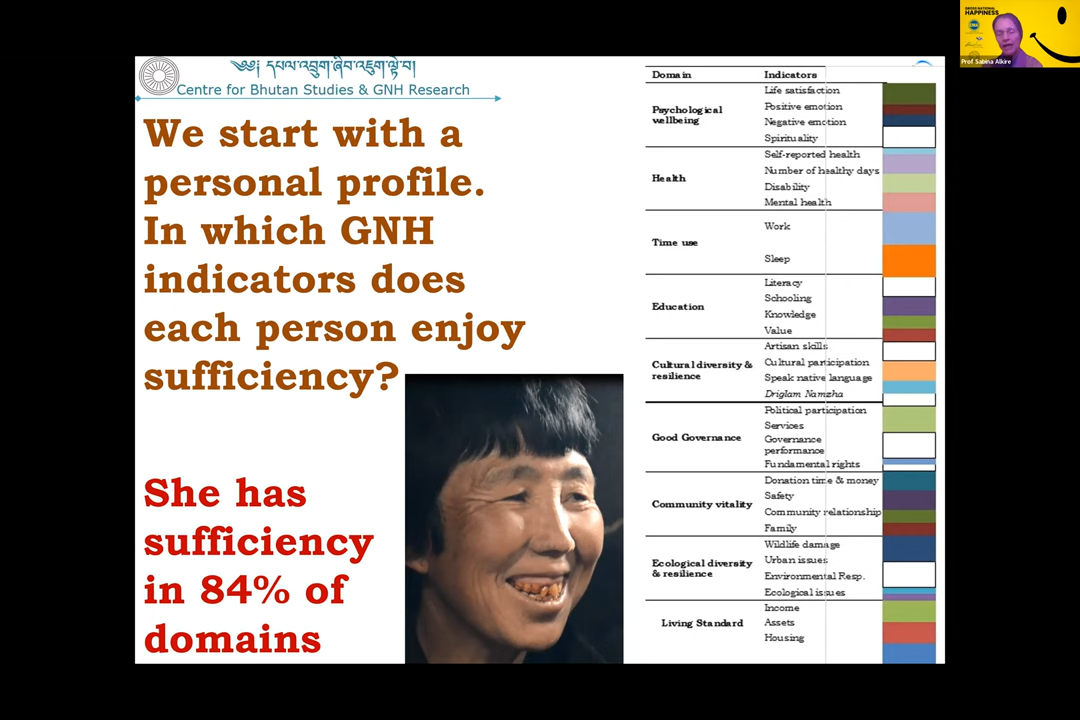 ༄༅། དཔལ་འབྲུག་ཞིབ་འཇུག་ལྟེ་བ།
Centre for Bhutan Studies & GNH Research
We start with a
personal profile.
In which GNH
indicators does
each person enjoy
sufficiency?
She has
sufficiency
in 84% of
domains
Domain Indicators
Psychological
wellbeing
Life satisfaction
Positive emotion
Negative emotion
Spirituality
Health
Self-reported health
Number of healthy days
Disability
Mental health
Time use
Work
Sleep
Education
Literacy
Schooling
Knowledge
Value
Cultural diversity &
resilience
Artisan skills
Cultural participation
Speak native language
Driglam Namzha
Good Governance
Political participation
Services
Governance
performance
Fundamental rights
Community vitality
Donation time & money
Safety
Community relationship
Family
Ecological diversity
& resilience
Wildlife damage
Urban issues
Environmental Resp.
Ecological issues
Living Standard
Income
Assets
Housing
GROSS NATIONAL
HAPPINESS
Prof Sabina Alkire